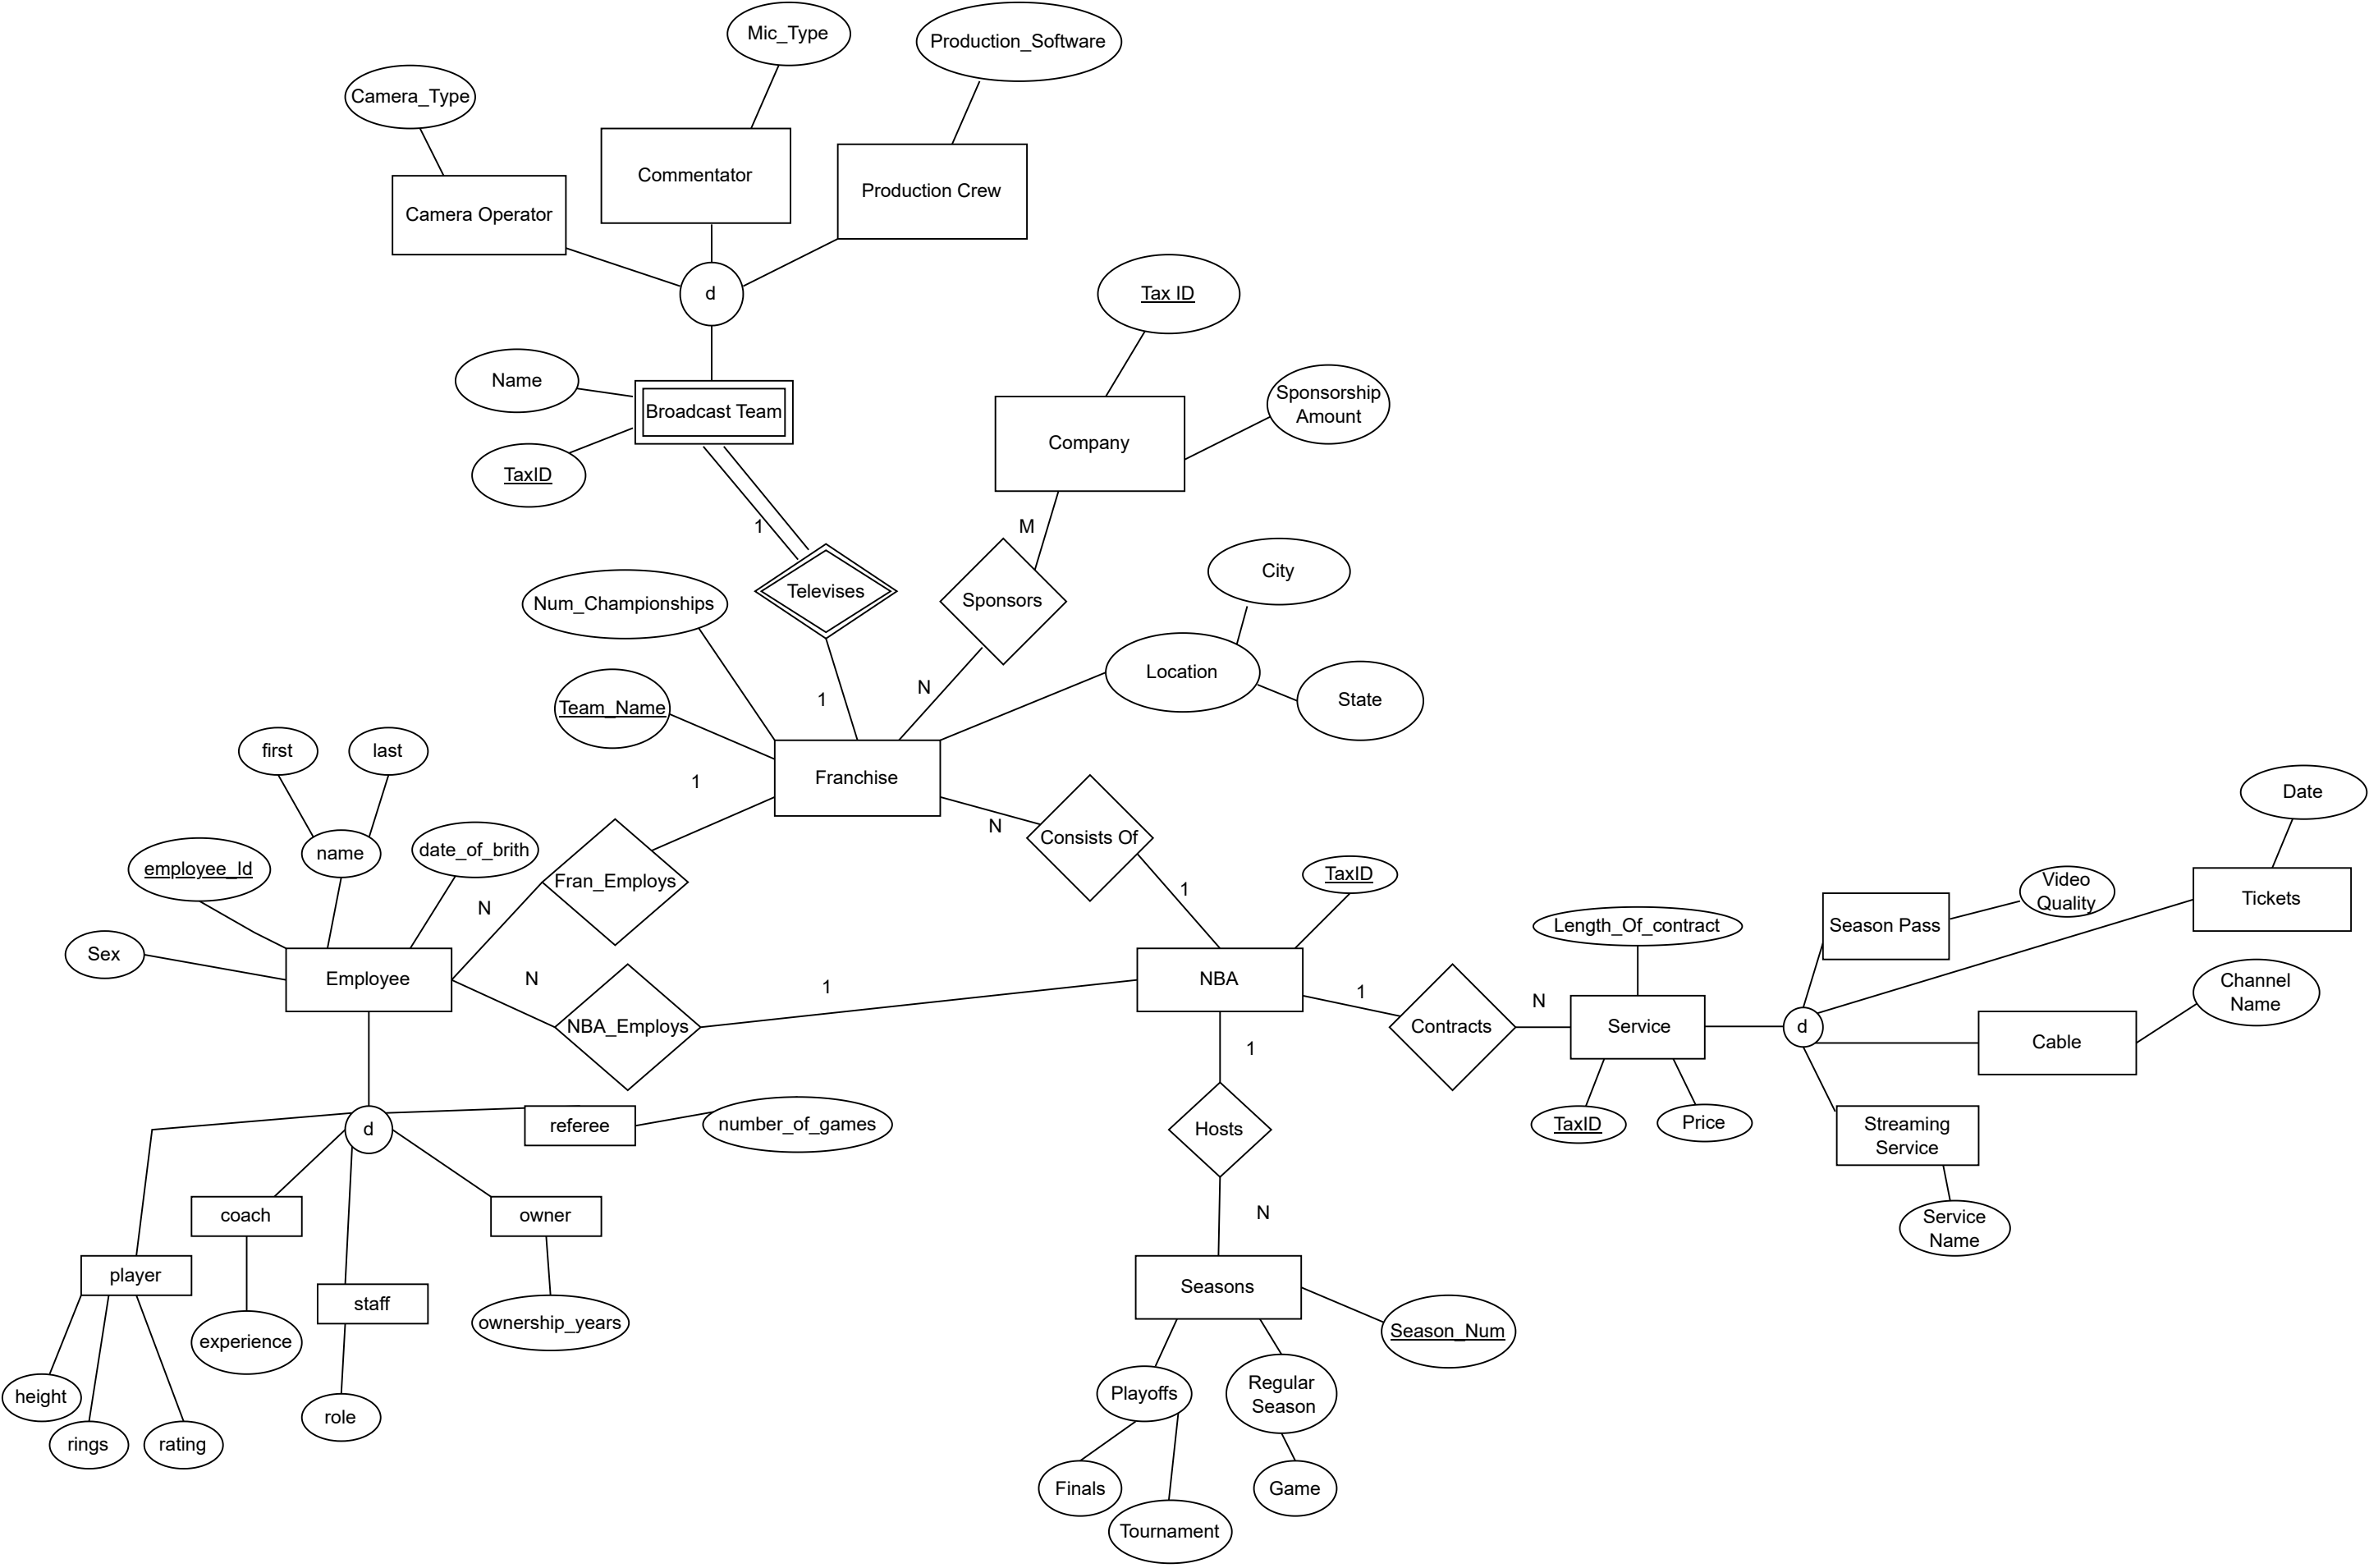 Mic_Type
Production_Software
Camera_Type
Commentator
Production Crew
Camera Operator
d
Tax ID
Name
Broadcast Team
Sponsorship
Amount
Company
TaxID
1
M
City
Televises
Sponsors
Num_Championships
Location
N
1
State
Team_Name
first
last
1
Franchise
Date
N
Consists Of
name
date_of_brith
employee_Id
Fran_Employs
TaxID
1
Video
Quality
Tickets
N
Length_Of_contract
Season Pass
Sex
Employee
N
1
NBA
1
N
Channel
Name
NBA_Employs
Contracts
Service
d
Cable
1
TaxID
Price
d
referee
number_of_games
Hosts
Streaming
Service
coach
owner
N
Service
Name
player
staff
Seasons
experience
ownership_years
Season_Num
height
role
Playoffs
Regular
Season
rings
rating
Finals
Game
Tournament